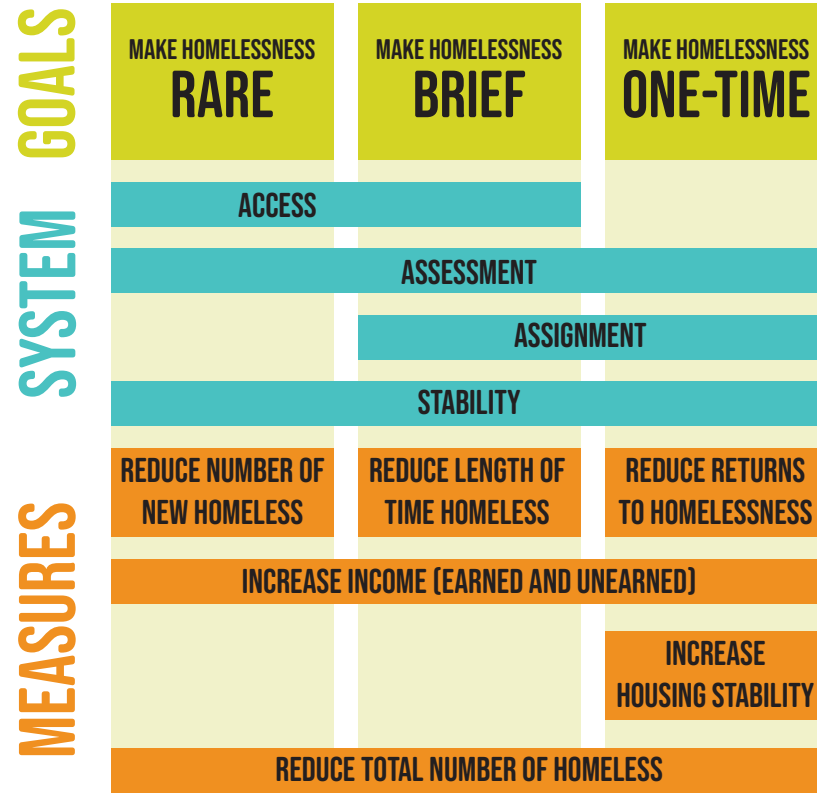 GOALS
MAKE HOMELESSNESS
RARE
MAKE HOMELESSNESS
BRIEF
MAKE HOMELESSNESS
ONE-TIME
SYSTEM
ACCESS
ASSESSMENT
ASSIGNMENT
STABILITY
MEASURES
REDUCE NUMBER OF
NEW HOMELESS
REDUCE LENGTH OF
TIME HOMELESS
REDUCE RETURNS
TO HOMELESSNESS
INCREASE INCOME (EARNED AND UNEARNED)
INCREASE
HOUSING STABILITY
REDUCE TOTAL NUMBER OF HOMELESS